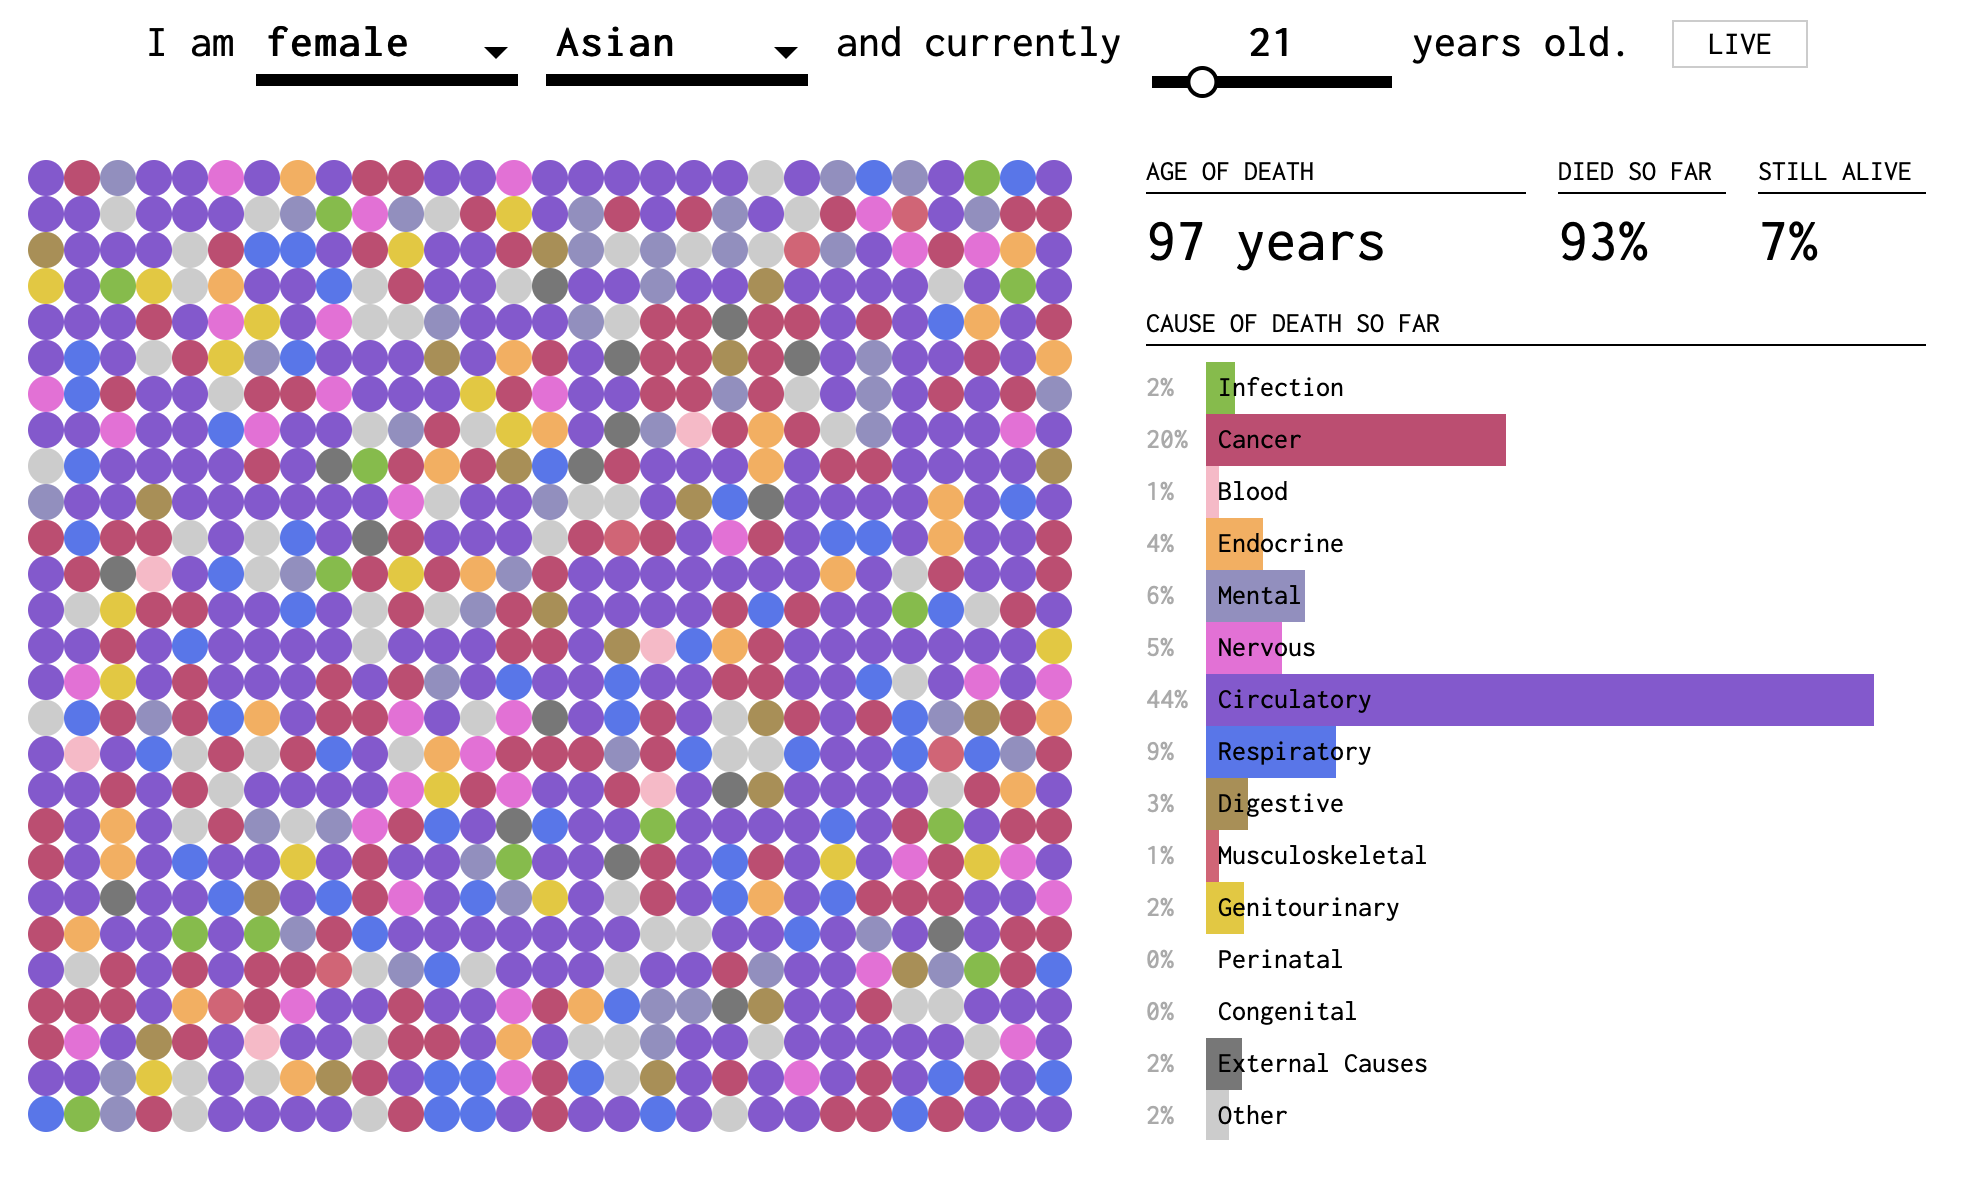 I am female Asian and currently 21 years old. LIVE
AGE OF DEATH DIED SO FAR STILL ALIVE
97 years 93% 7%
CAUSE OF DEATH SO FAR
2% Infection
20% Cancer
1% Blood
4% Endocrine
6% Mental
5% Nervous
44% Circulatory
9% Respiratory
3% Digestive
1% Musculoskeletal
2% Genitourinary
0% Perinatal
0% Congenital
2% External Causes
2% Other